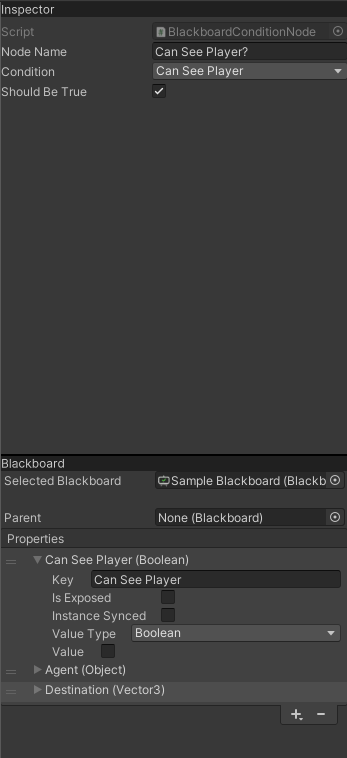 Inspector
Script BlackboardConditionNode
Node Name Can See Player?
Condition Can See Player
Should Be True
Blackboard
Selected Blackboard Sample Blackboard (Blackb
Parent None (Blackboard)
Properties
Can See Player (Boolean)
Key Can See Player
Is Exposed
Instance Synced
Value Type Boolean
Value
Agent (Object)
Destination (Vector3)